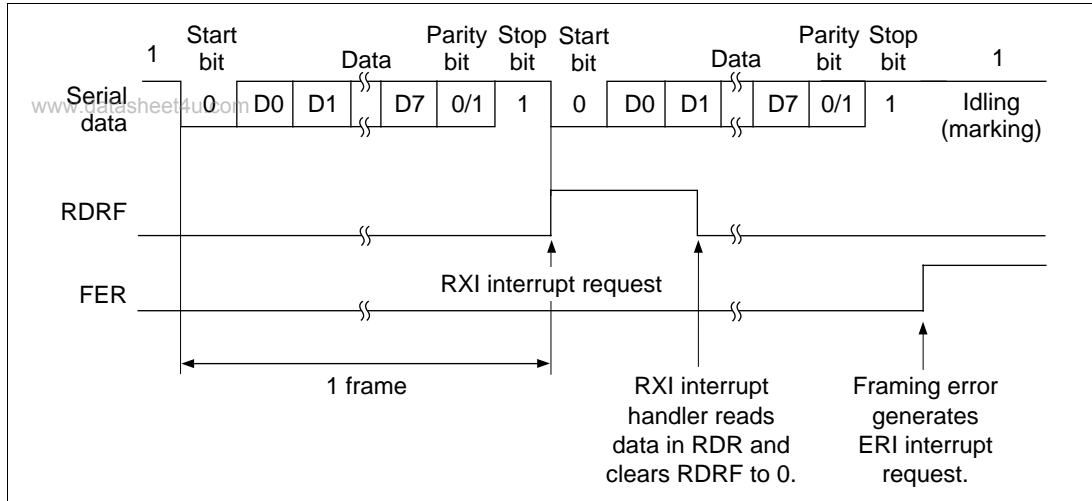 1 Start bit Data Parity bit Stop bit Start bit Data Parity bit Stop bit 1
www.datasheet4u.com
Serial data 0 D0 D1 D7 0/1 1 0 D0 D1 D7 0/1 1 Idling (marking)
RDRF
RXI interrupt request
FER
1 frame
RXI interrupt
handler reads
data in RDR and
clears RDRF to 0.
Framing error
generates
ERI interrupt
request.